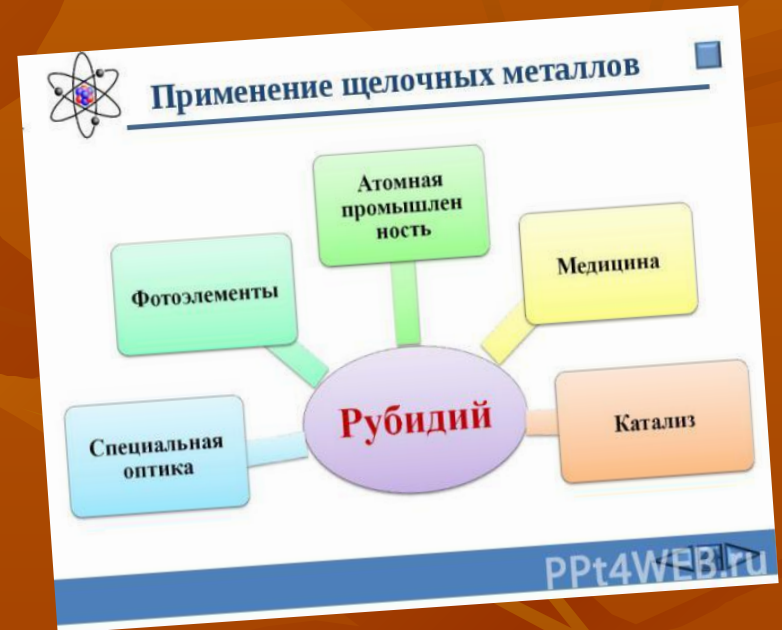 Применение щелочных металлов
Атомная
промышлен
ность
Медицина
Фотоэлементы
Рубидий
Катализ
Специальная
оптика
PPt4WEB.ru